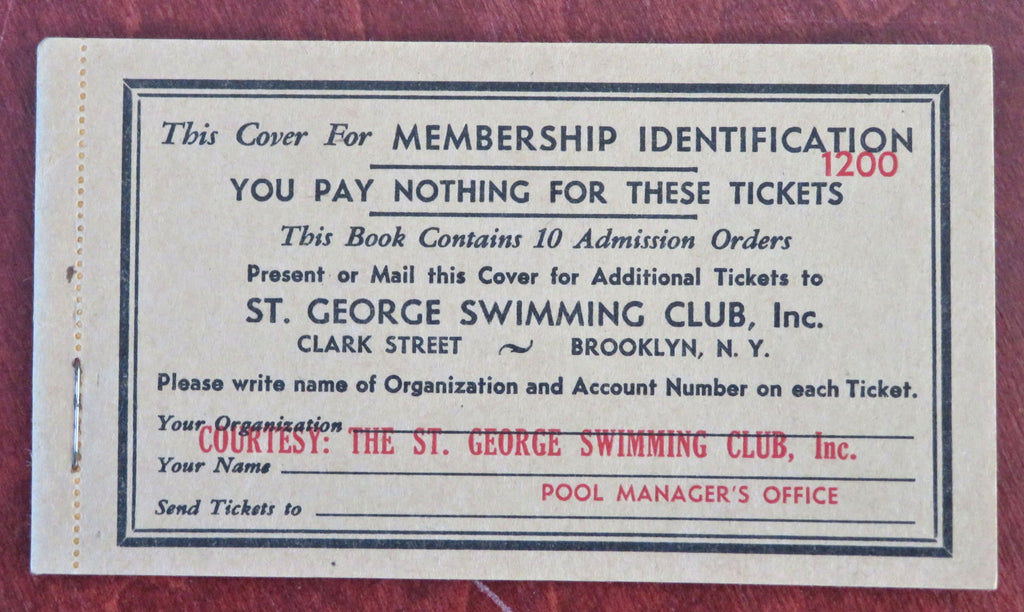 This Cover For MEMBERSHIP IDENTIFICATION
1200
YOU PAY NOTHING FOR THESE TICKETS
This Book Contains 10 Admission Orders
Present or Mail this Cover for Additional Tickets to
ST. GEORGE SWIMMING CLUB, Inc.
CLARK STREET ~ BROOKLYN, N. Y.
Please write name of Organization and Account Number on each Ticket.
Your Organization
COURTESY: THE ST. GEORGE SWIMMING CLUB, Inc.
Your Name
POOL MANAGER'S OFFICE
Send Tickets to